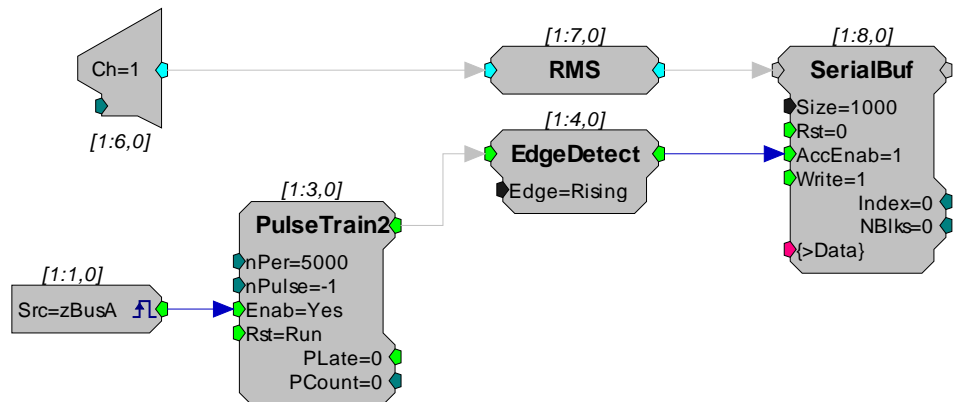 [1:7,0]
[1:8,0]
Ch=1
RMS
SerialBuf
[1:6,0]
[1:4,0]
Size=1000
Rst=0
EdgeDetect
AccEnab=1
Write=1
[1:3,0]
Edge=Rising
Index=0
PulseTrain2
NBlks=0
{>Data}
nPer=5000
[1:1,0]
nPulse=-1
Src=zBusA
Enab=Yes
Rst=Run
PLate=0
PCount=0